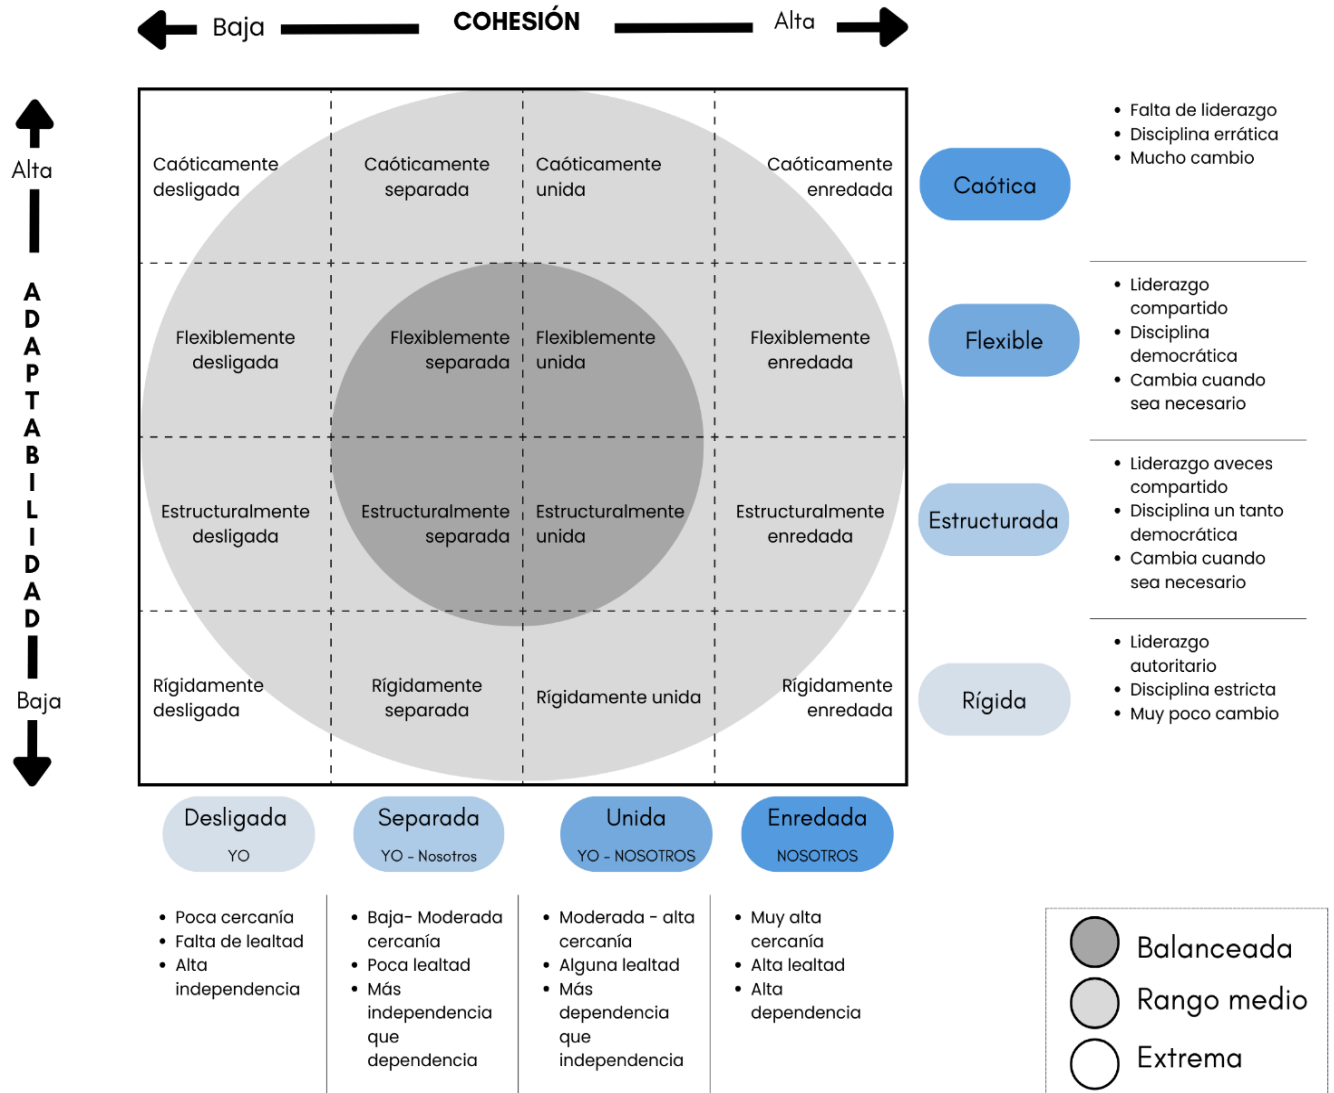 Baja
COHESIÓN
Alta
Alta
ADAPTABILIDAD
Baja
Caóticamente
desligada
Caóticamente
separada
Caóticamente
unida
Caóticamente
enredada
Caótica
• Falta de liderazgo
• Disciplina errática
• Mucho cambio
Flexiblemente
desligada
Flexiblemente
separada
Flexiblemente
unida
Flexiblemente
enredada
Flexible
• Liderazgo
compartido
• Disciplina
democrática
• Cambia cuando
sea necesario
Estructuralmente
desligada
Estructuralmente
separada
Estructuralmente
unida
Estructuralmente
enredada
Estructurada
• Liderazgo aveces
compartido
• Disciplina un tanto
democrática
• Cambia cuando
sea necesario
Rígidamente
desligada
Rígidamente
separada
Rígidamente unida
Rígidamente
enredada
Rígida
• Liderazgo
autoritario
• Disciplina estricta
• Muy poco cambio
Desligada
YO
Separada
YO - Nosotros
Unida
YO - NOSOTROS
Enredada
NOSOTROS
• Poca cercanía
• Falta de lealtad
• Alta
independencia
• Baja- Moderada
cercanía
• Poca lealtad
• Más
independencia
que
dependencia
• Moderada - alta
cercanía
• Alguna lealtad
• Más
dependencia
que
independencia
• Muy alta
cercanía
• Alta lealtad
• Alta
dependencia
Balanceada
Rango medio
Extrema